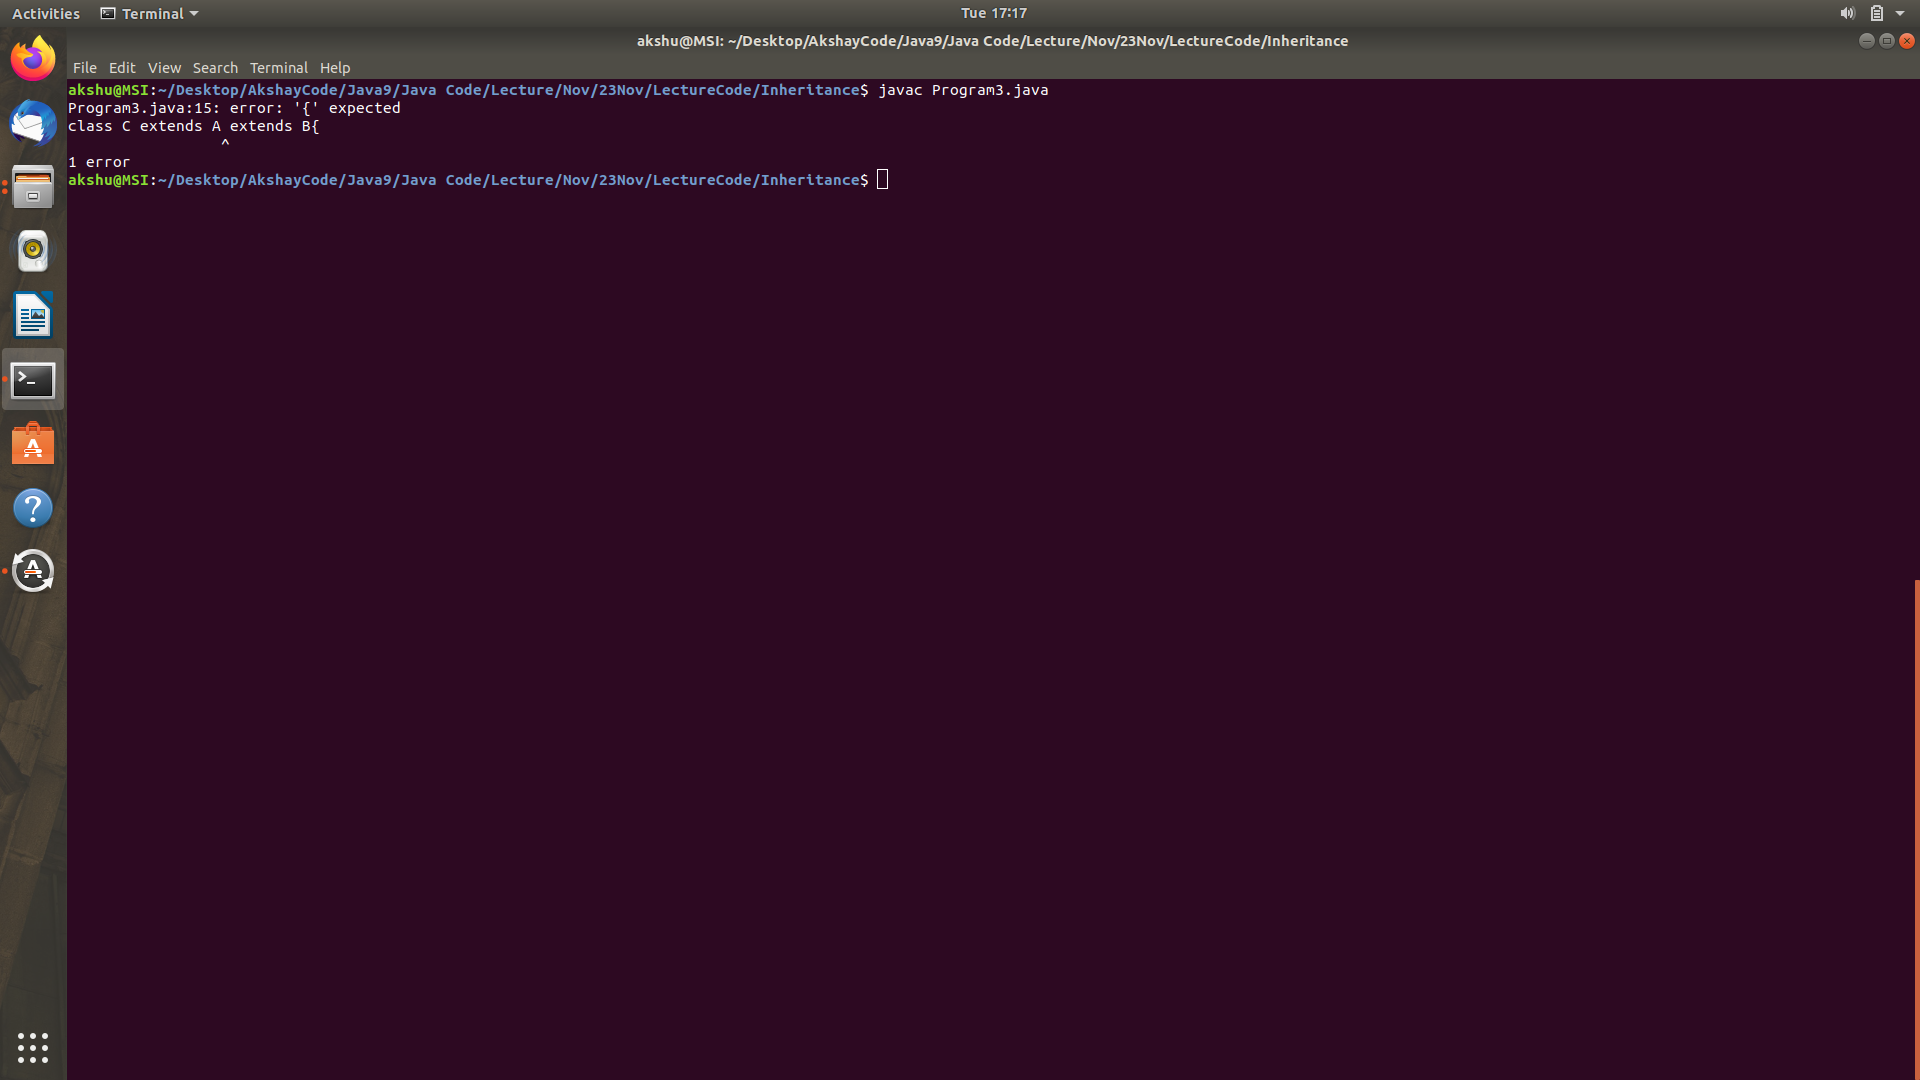 Activities Terminal Tue 17:17
akshu@MSI: ~/Desktop/AkshayCode/Java9/Java Code/Lecture/Nov/23Nov/LectureCode/Inheritance
File Edit View Search Terminal Help
akshu@MSI:~/Desktop/AkshayCode/Java9/Java Code/Lecture/Nov/23Nov/LectureCode/Inheritance$ javac Program3.java
Program3.java:15: error: '{' expected
class C extends A extends B{
^
1 error
akshu@MSI:~/Desktop/AkshayCode/Java9/Java Code/Lecture/Nov/23Nov/LectureCode/Inheritance$